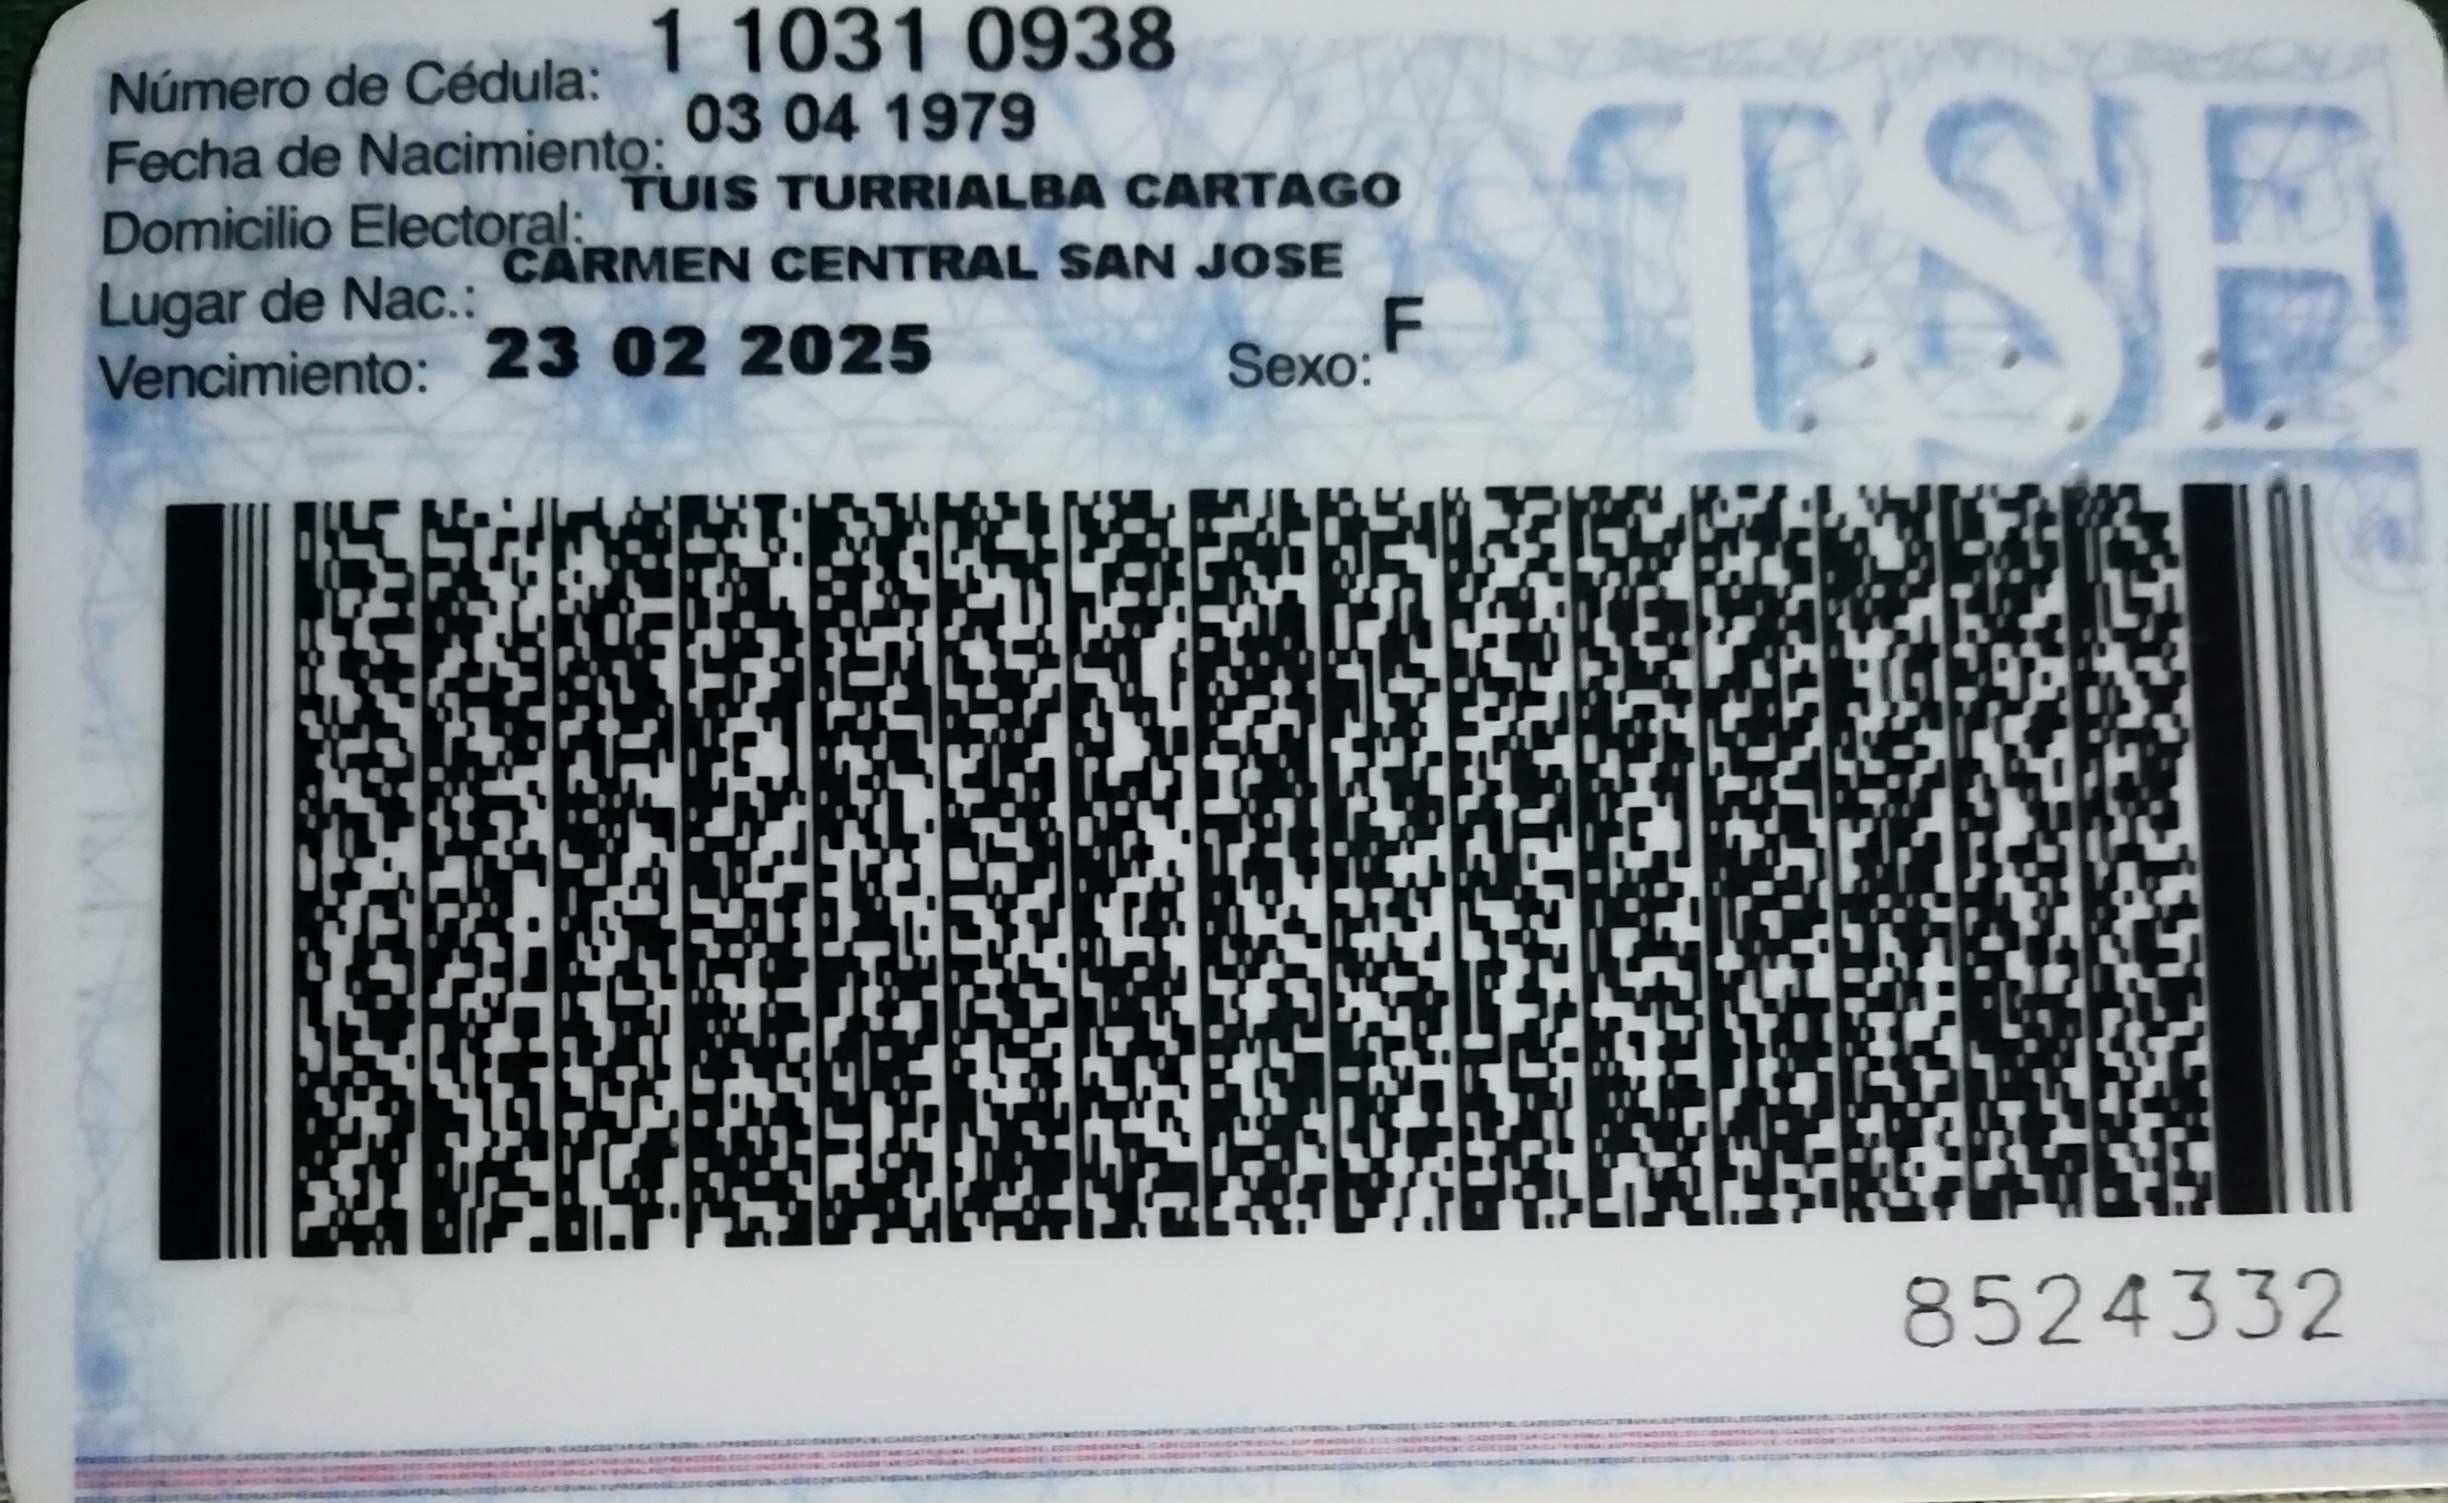 Número de Cédula: 1 1031 0938
Fecha de Nacimiento: 03 04 1979
Domicilio Electoral: TUIS TURRIALBA CARTAGO
Lugar de Nac.: CARMEN CENTRAL SAN JOSE
Vencimiento: 23 02 2025 Sexo: F
TSE
8524332